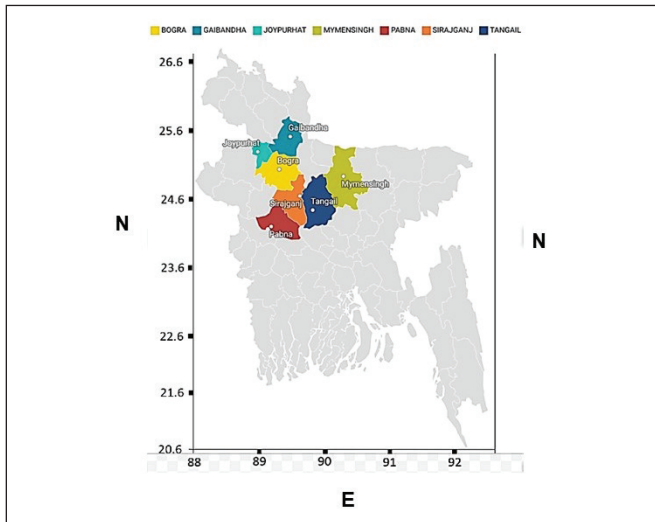 BOGRA GAIBANDHA JOYPURHAT MYMENSINGH PABNA SIRAJGANJ TANGAIL
26.6
25.6
Gaibandha
Joypurhat
Bogra
Mymensingh
24.6
Sirajganj
Tangail
Pabna
N
N
23.6
22.6
21.6
20.6
88 89 90 91 92
E